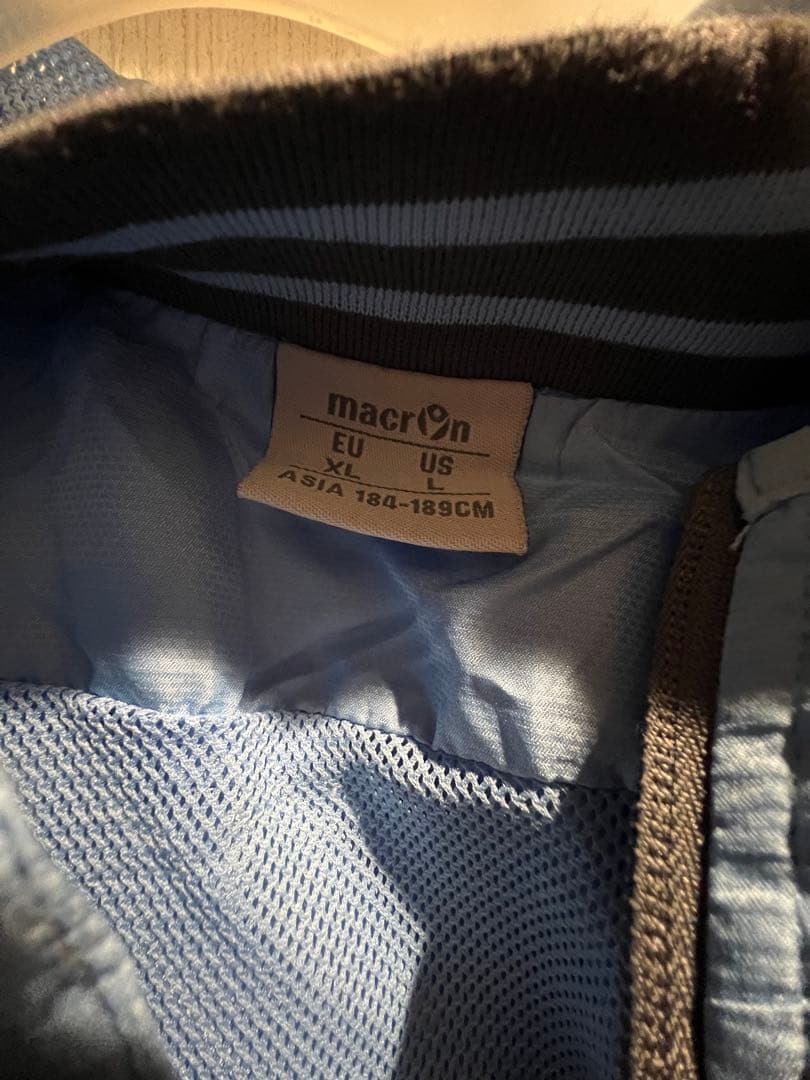 macron
EU US
XL L
ASIA 184-189CM